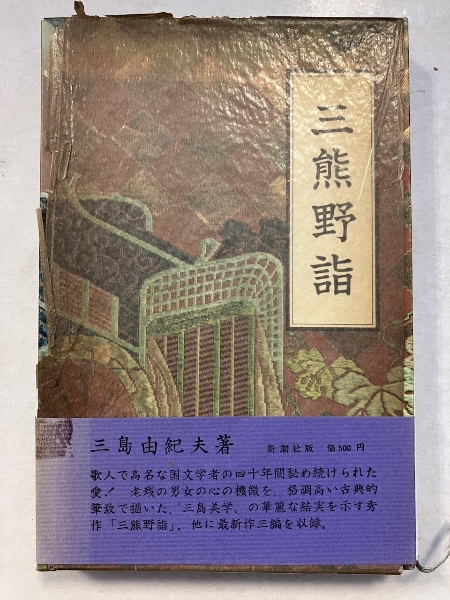 三熊野詣
三島由紀夫著 新潮社版 価500円
歌人で高名な国文学者の四十年間秘め続けられた
愛! 老残の男女の心の機微を、格調高い古典的
筆致で描いた、「三島美学」の華麗な結実を示す秀
作「三熊野詣」、他に最新作三編を収録。